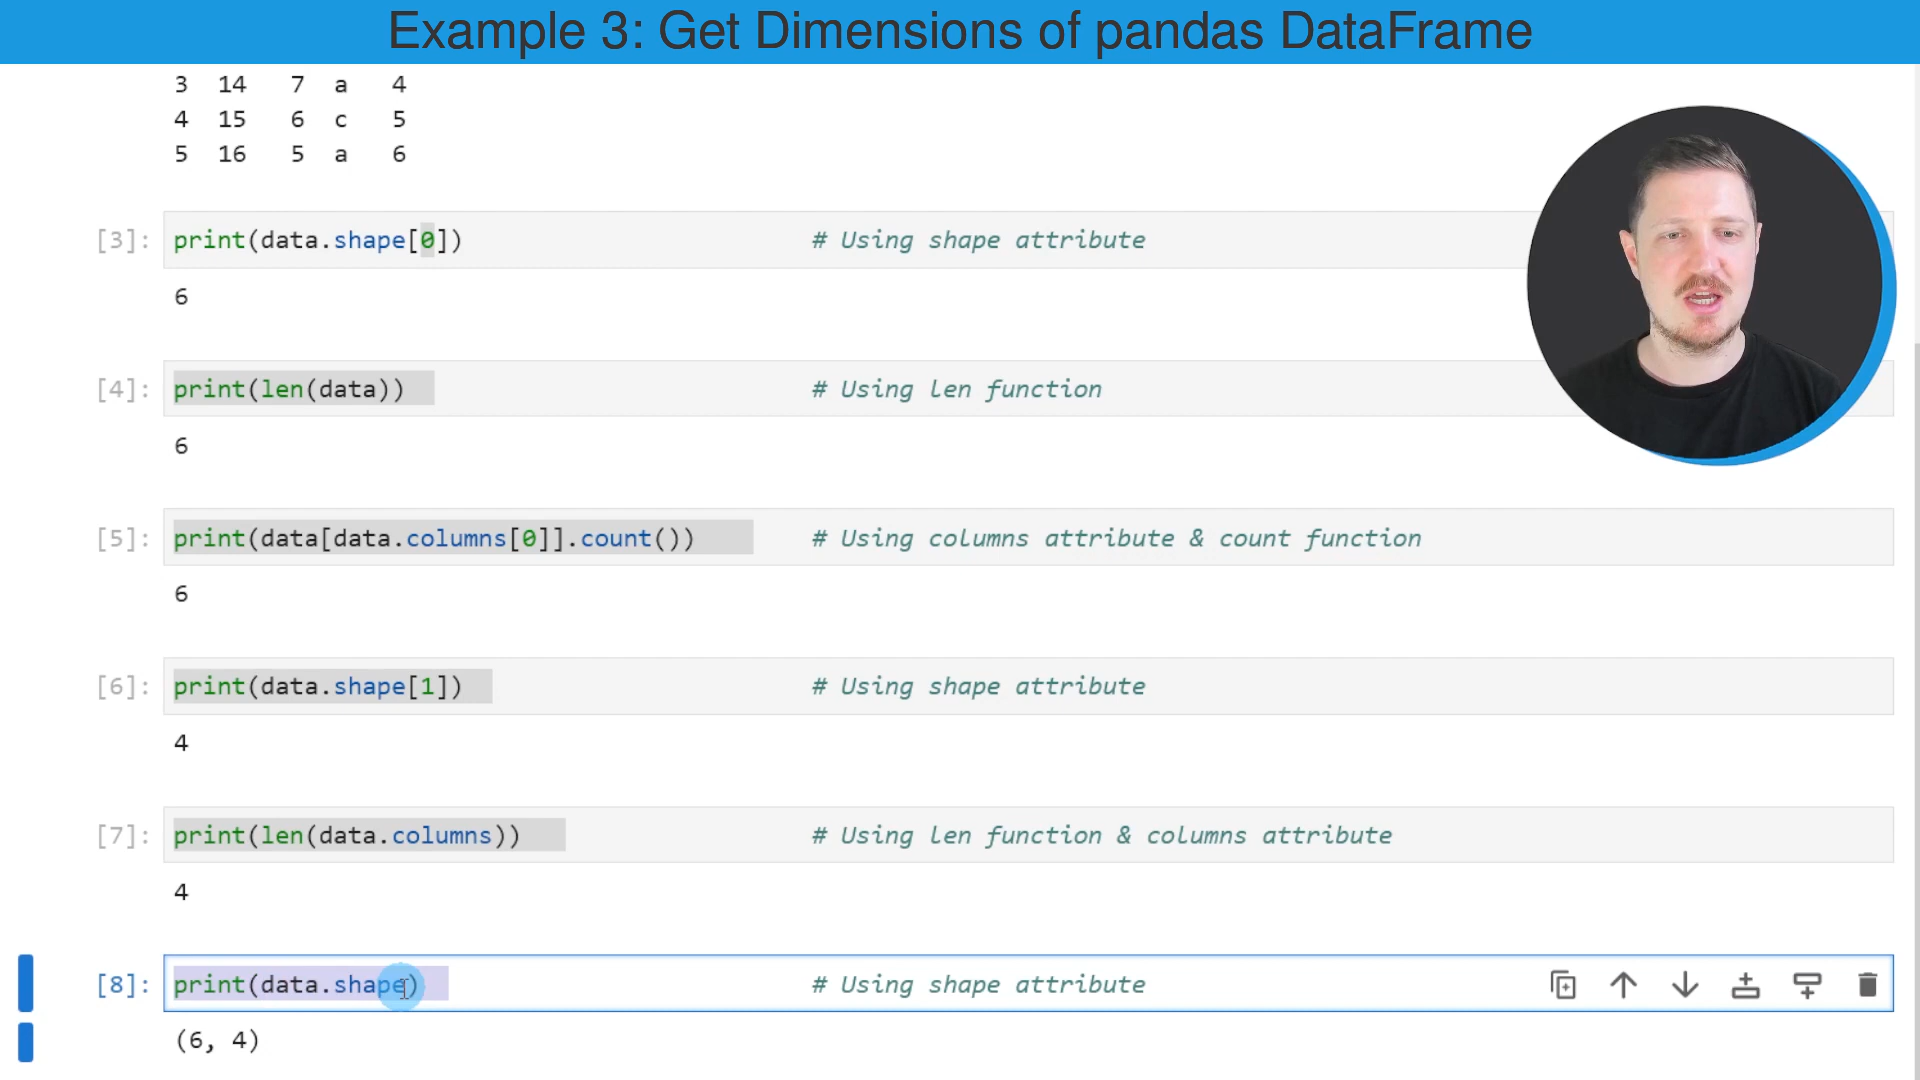 Example 3: Get Dimensions of pandas DataFrame
3 14 7 a 4
4 15 6 c 5
5 16 5 a 6
[3]: print(data.shape[0]) # Using shape attribute
6
[4]: print(len(data)) # Using len function
6
[5]: print(data[data.columns[0]].count()) # Using columns attribute & count function
6
[6]: print(data.shape[1]) # Using shape attribute
4
[7]: print(len(data.columns)) # Using len function & columns attribute
4
[8]: print(data.shape) # Using shape attribute
(6, 4)